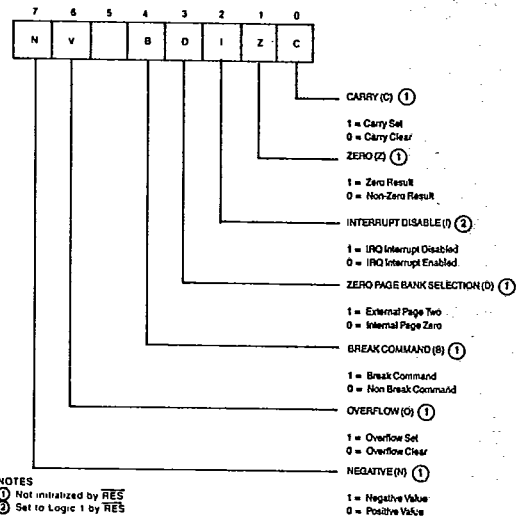 7 6 5 4 3 2 1 0
N V B D I Z C
CARRY (C) ①
1 = Carry Set
0 = Carry Clear
ZERO (Z) ①
1 = Zero Result
0 = Non-Zero Result
INTERRUPT DISABLE (I) ②
1 = IRQ Interrupt Disabled
0 = IRQ Interrupt Enabled
ZERO PAGE BANK SELECTION (D) ①
1 = External Page Two
0 = Internal Page Zero
BREAK COMMAND (B) ①
1 = Break Command
0 = Non Break Command
OVERFLOW (O) ①
1 = Overflow Set
0 = Overflow Clear
NEGATIVE (N) ①
1 = Negative Value
0 = Positive Value
NOTES
① Not initialized by RES
② Set to Logic 1 by RES